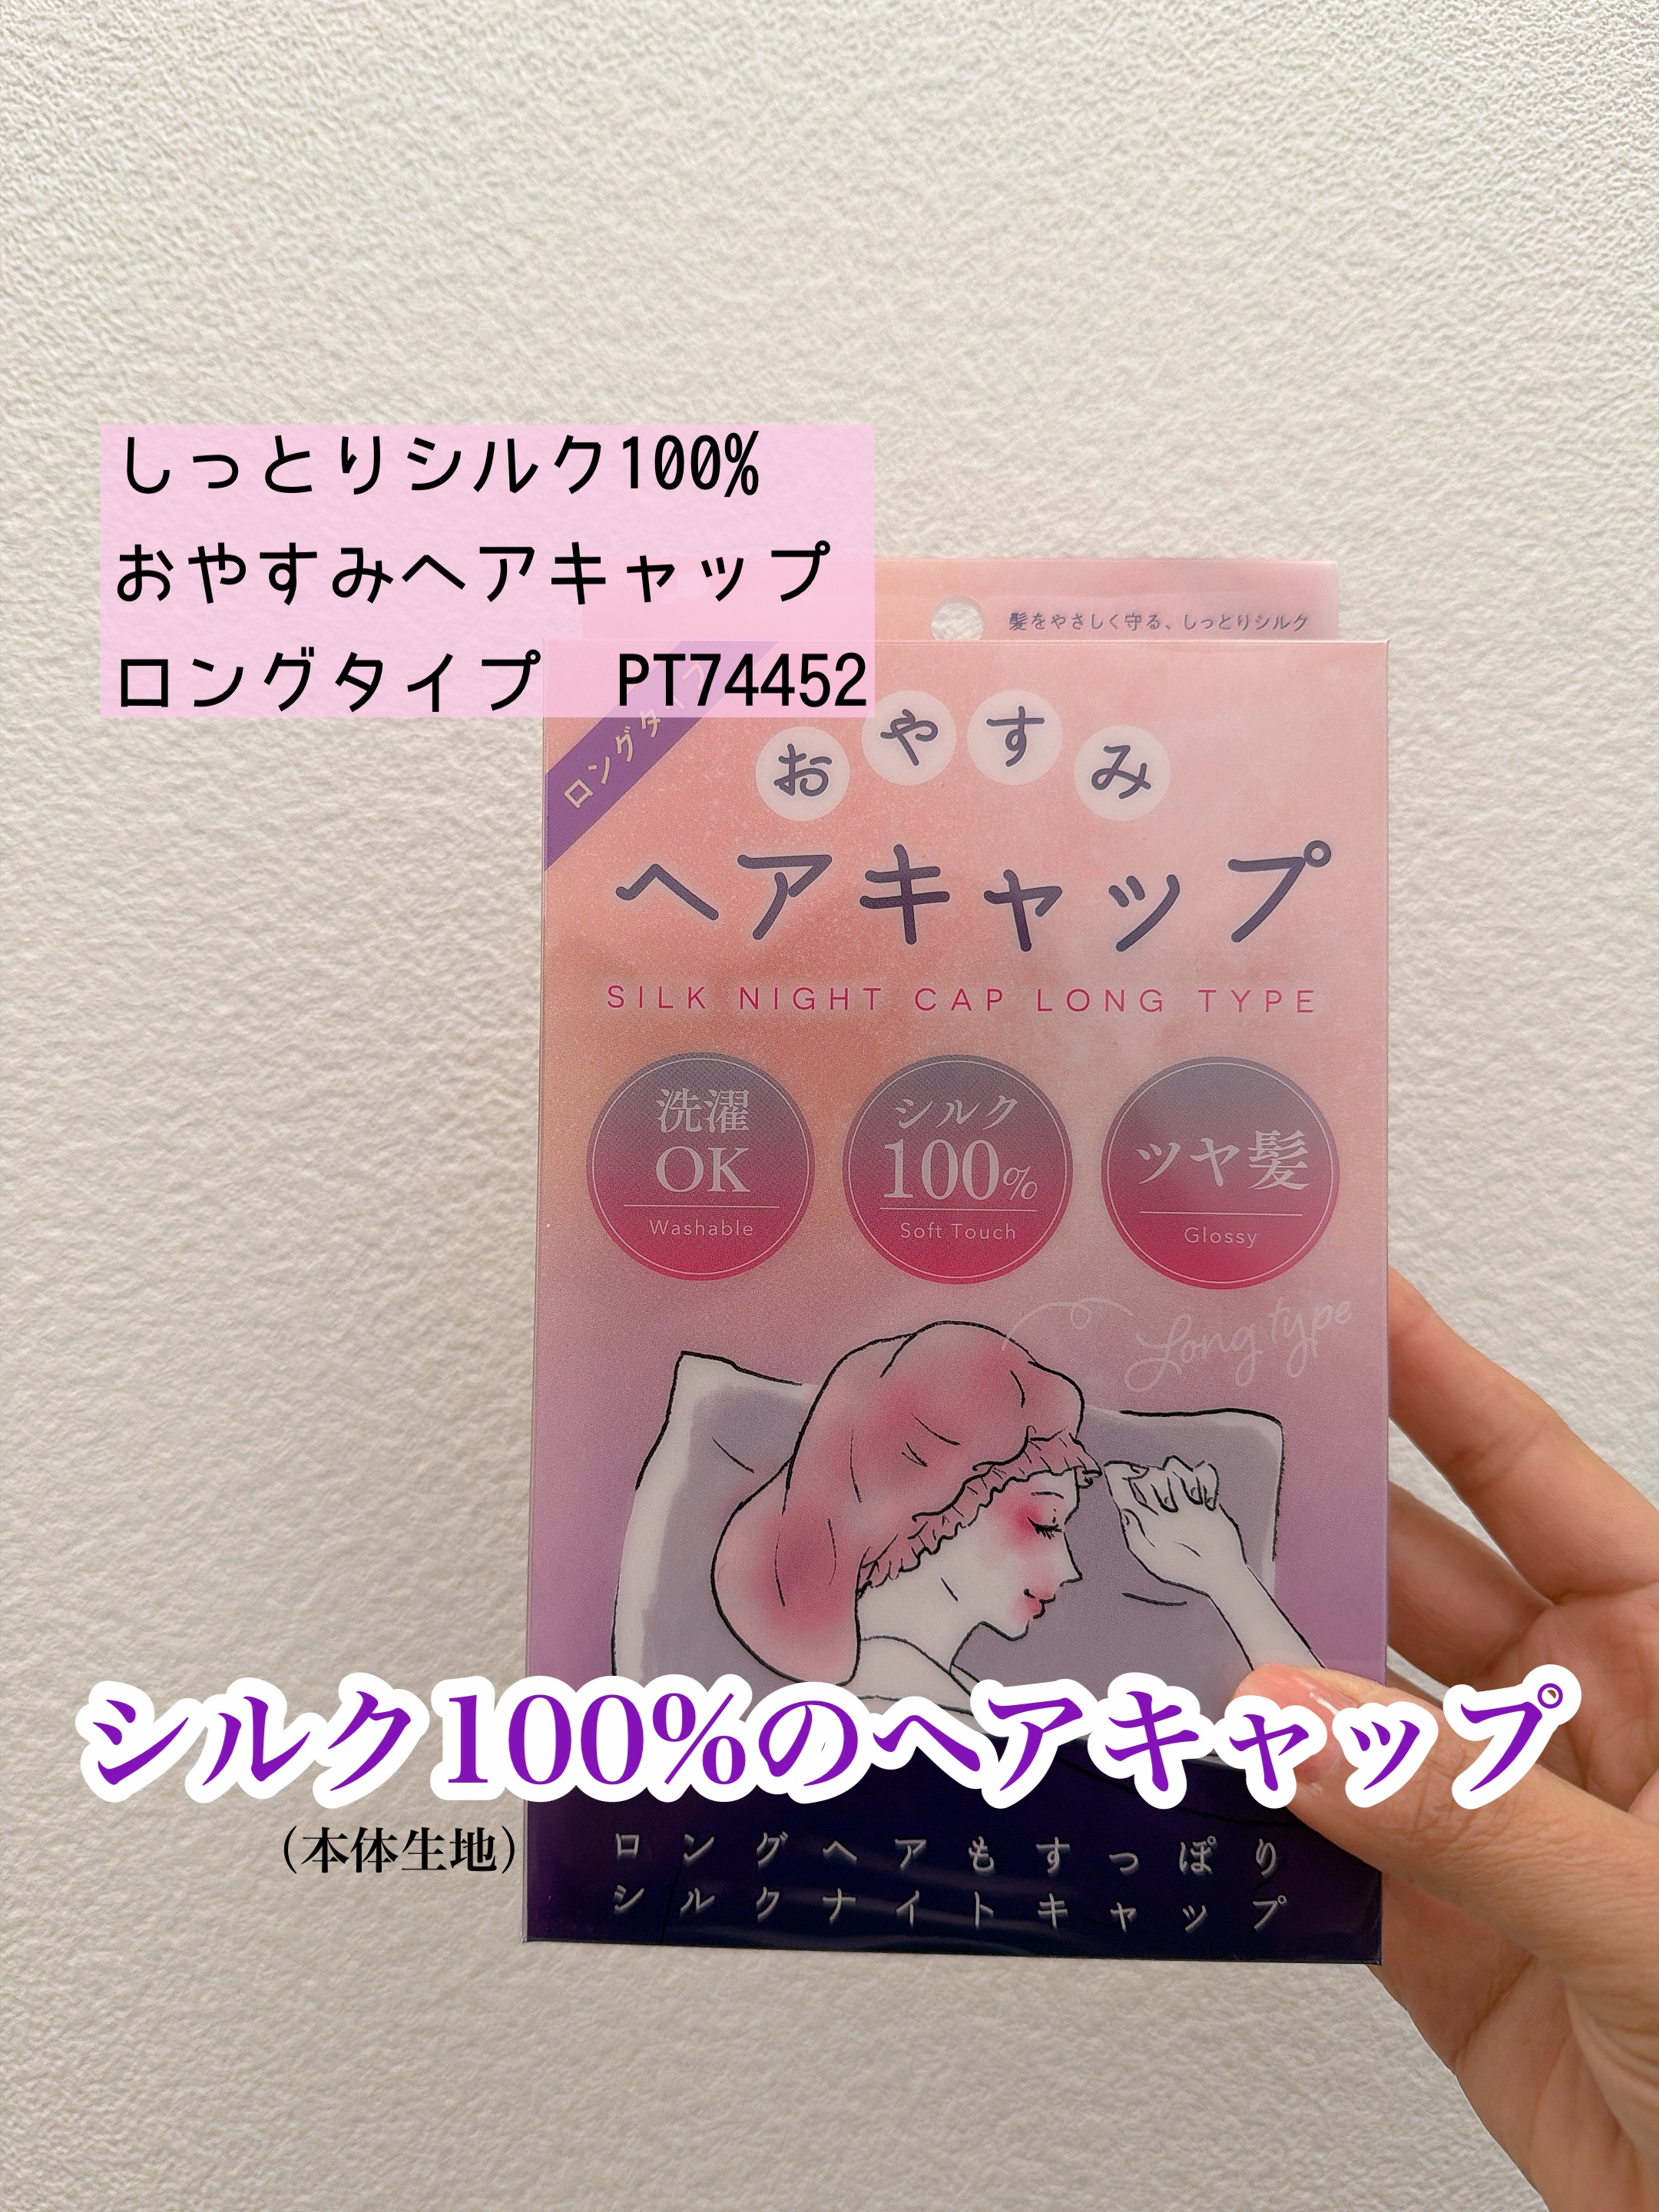 しっとりシルク100%
おやすみヘアキャップ
ロングタイプ　PT74452
髪をやさしく守る、しっとりシルク
ロングタイプ
おやすみ
ヘアキャップ
SILK NIGHT CAP LONG TYPE
洗濯
OK
Washable
シルク
100%
Soft Touch
ツヤ髪
Glossy
Long type
シルク100%のヘアキャップ
（本体生地）
ロングヘアもすっぽり
シルクナイトキャップ